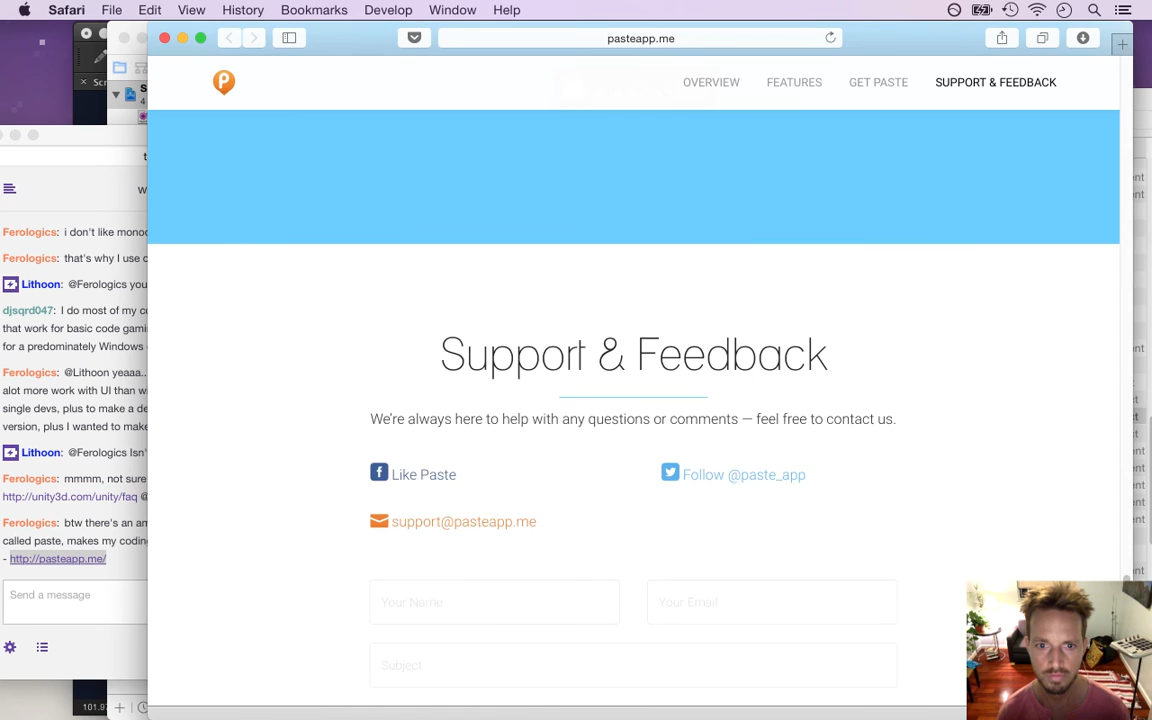 Safari File Edit View History Bookmarks Develop Window Help
pasteapp.me
P OVERVIEW FEATURES GET PASTE SUPPORT & FEEDBACK
Support & Feedback
We're always here to help with any questions or comments — feel free to contact us.
f Like Paste
Follow @paste_app
support@pasteapp.me
Your Name
Your Email
Subject
Ferologics: i don't like
Ferologics: that's why I use
Lithoon: @Ferologics you
djsqrd047: I do most of my
that work for basic code
for a predominately Windows
Ferologics: @Lithoon yeaaa..
alot more work with UI than
single devs, plus to make a
version, plus I wanted to make
Lithoon: @Ferologics
Ferologics: mmmm, not sure
http://unity3d.com/unity/faq @
Ferologics: btw there's an
called paste, makes my
- http://pasteapp.me/
Send a message